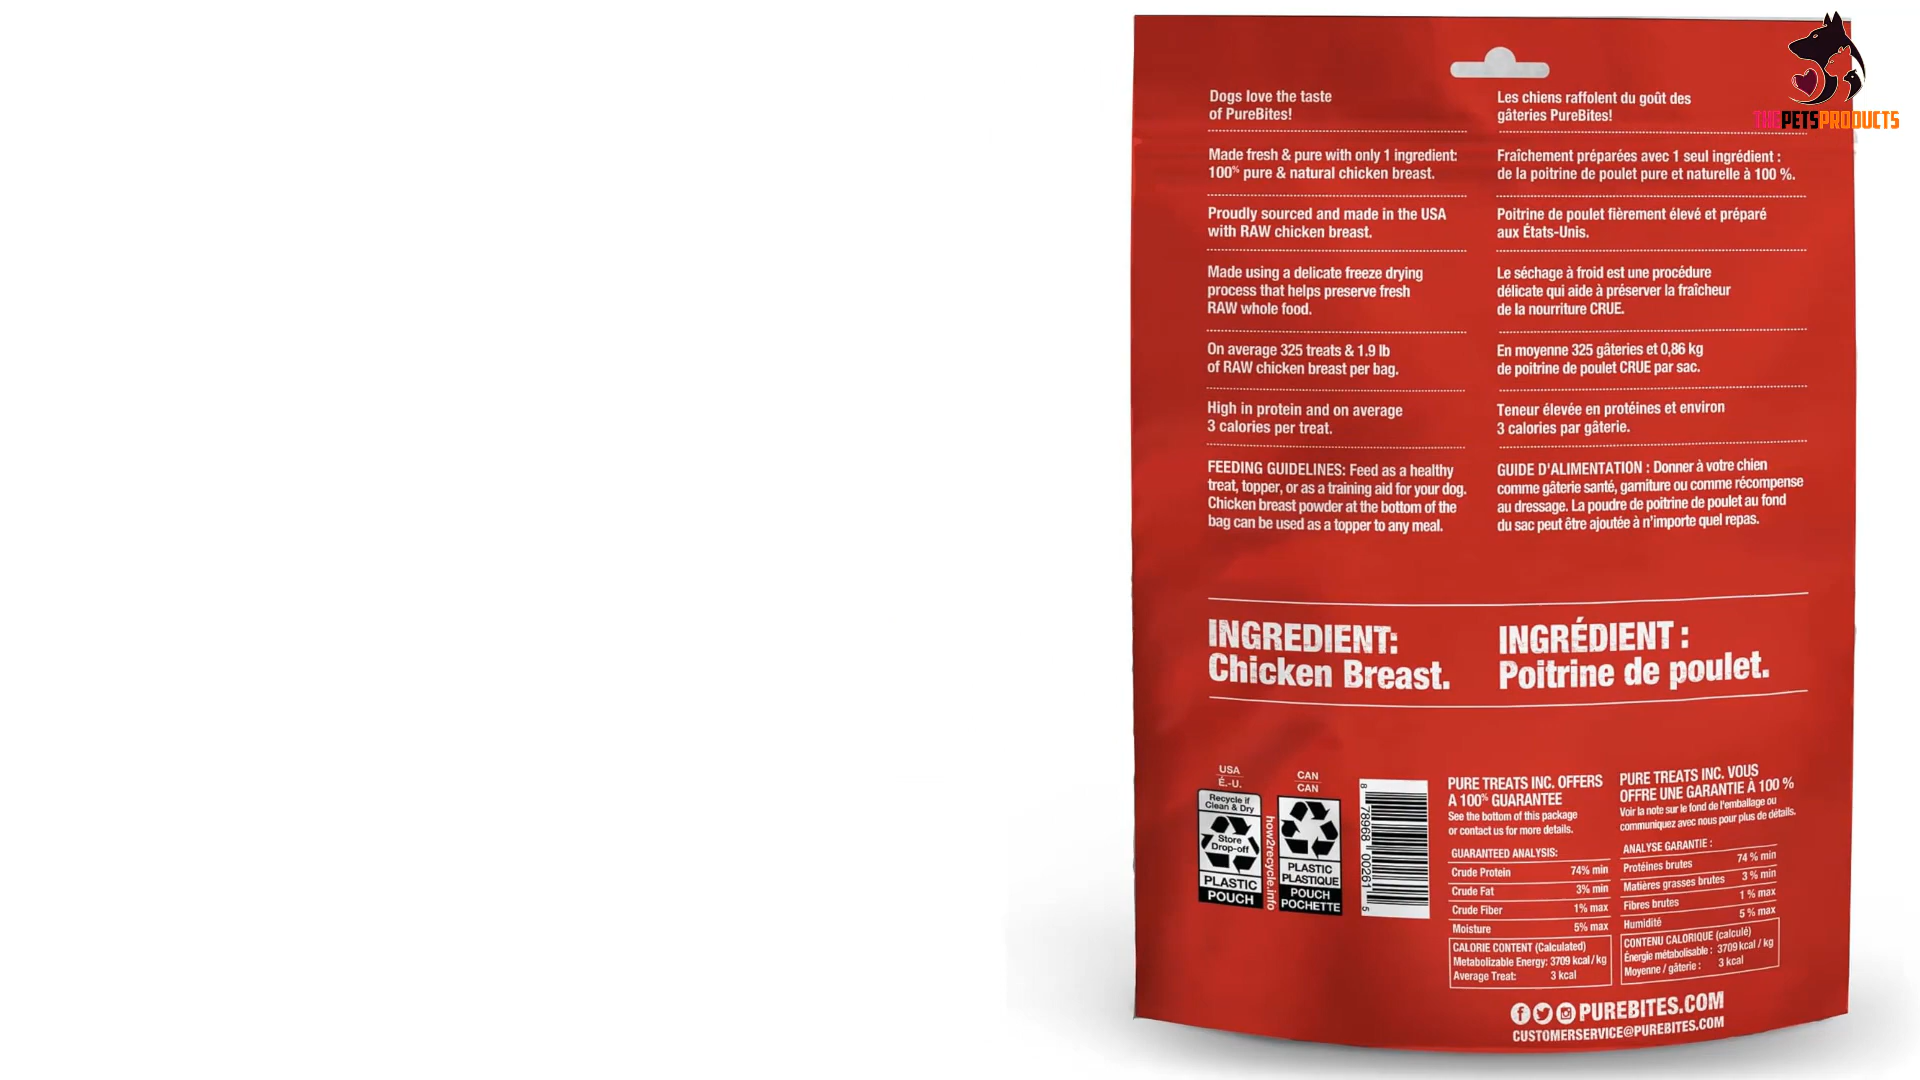 THEPETSPRODUCTS
Dogs love the taste
of PureBites!
Made fresh & pure with only 1 ingredient:
100% pure & natural chicken breast.
Proudly sourced and made in the USA
with RAW chicken breast.
Made using a delicate freeze drying
process that helps preserve fresh
RAW whole food.
On average 325 treats & 1.9 lb
of RAW chicken breast per bag.
High in protein and on average
3 calories per treat.
FEEDING GUIDELINES: Feed as a healthy
treat, topper, or as a training aid for your dog.
Chicken breast powder at the bottom of the
bag can be used as a topper to any meal.
Les chiens raffolent du goût des
gâteries PureBites!
Fraîchement préparées avec 1 seul ingrédient :
de la poitrine de poulet pure et naturelle à 100 %.
Poitrine de poulet fièrement élevé et préparé
aux États-Unis.
Le séchage à froid est une procédure
délicate qui aide à préserver la fraîcheur
de la nourriture CRUE.
En moyenne 325 gâteries et 0,86 kg
de poitrine de poulet CRUE par sac.
Teneur élevée en protéines et environ
3 calories par gâterie.
GUIDE D'ALIMENTATION : Donner à votre chien
comme gâterie santé, garniture ou comme récompense
au dressage. La poudre de poitrine de poulet au fond
du sac peut être ajoutée à n'importe quel repas.
INGREDIENT:
Chicken Breast.
INGRÉDIENT :
Poitrine de poulet.
USA
É.-U.
Recycle if
Clean & Dry
Store
Drop-off
PLASTIC
POUCH
how2recycle.info
CAN
CAN
PLASTIC
PLASTIQUE
POUCH
POCHETTE
8 78968 00261 5
PURE TREATS INC. OFFERS
A 100% GUARANTEE
See the bottom of this package
or contact us for more details.
GUARANTEED ANALYSIS:
Crude Protein 74% min
Crude Fat 3% min
Crude Fiber 1% max
Moisture 5% max
CALORIE CONTENT (Calculated)
Metabolizable Energy: 3709 kcal/kg
Average Treat: 3 kcal
PURE TREATS INC. VOUS
OFFRE UNE GARANTIE À 100 %
Voir la note sur le fond de l'emballage ou
communiquez avec nous pour plus de détails.
ANALYSE GARANTIE :
Protéines brutes 74 % min
Matières grasses brutes 3 % min
Fibres brutes 1 % max
Humidité 5 % max
CONTENU CALORIQUE (calculé)
Énergie métabolisable : 3709 kcal / kg
Moyenne / gâterie : 3 kcal
PUREBITES.COM
CUSTOMERSERVICE@PUREBITES.COM